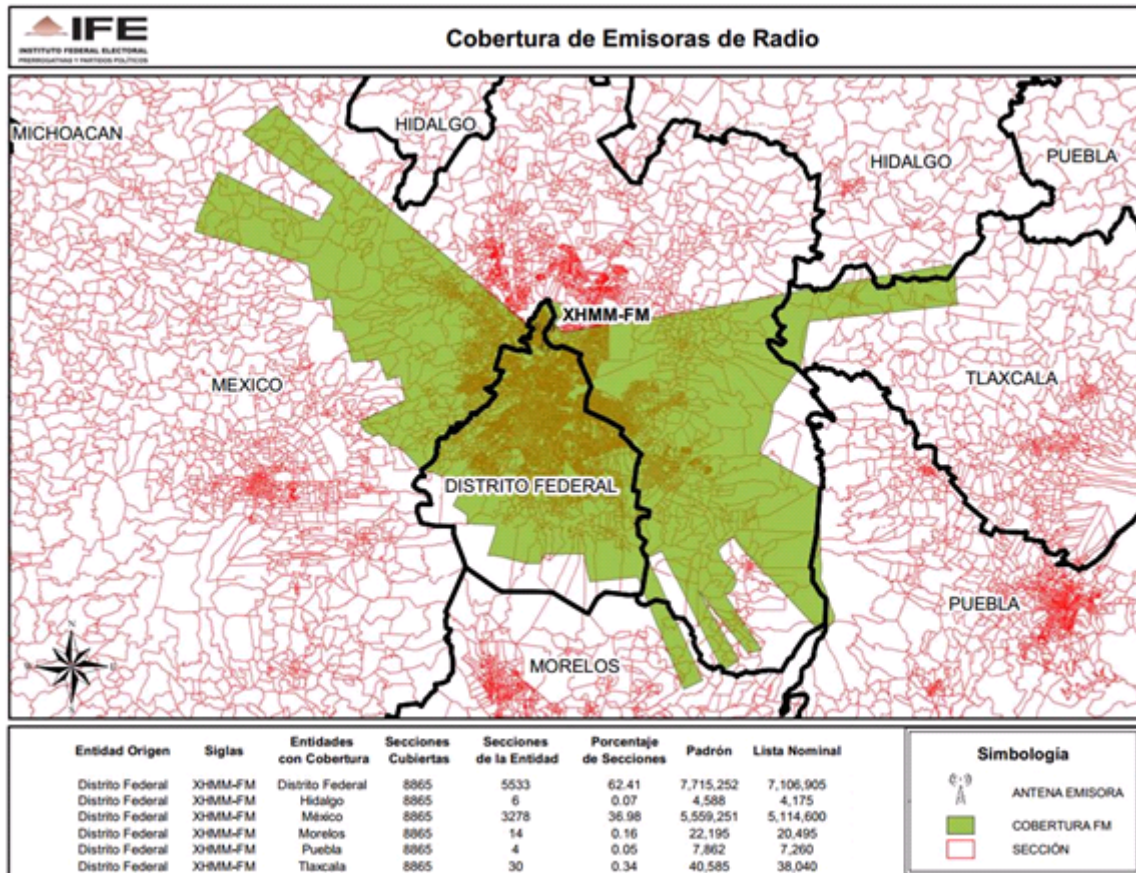 IFE
INSTITUTO FEDERAL ELECTORAL
PRERROGATIVAS Y PARTIDOS POLÍTICOS
Cobertura de Emisoras de Radio
MICHOACAN
HIDALGO
HIDALGO
PUEBLA
XHMM-FM
MEXICO
TLAXCALA
DISTRITO FEDERAL
PUEBLA
MORELOS
N
Entidad Origen Siglas Entidades con Cobertura Secciones Cubiertas Secciones de la Entidad Porcentaje de Secciones Padrón Lista Nominal
Distrito Federal XHMM-FM Distrito Federal 8865 5533 62.41 7,715,252 7,106,905
Distrito Federal XHMM-FM Hidalgo 8865 6 0.07 4,588 4,175
Distrito Federal XHMM-FM México 8865 3278 36.98 5,559,251 5,114,600
Distrito Federal XHMM-FM Morelos 8865 14 0.16 22,195 20,495
Distrito Federal XHMM-FM Puebla 8865 4 0.05 7,862 7,260
Distrito Federal XHMM-FM Tlaxcala 8865 30 0.34 40,585 38,040
Simbología
ANTENA EMISORA
COBERTURA FM
SECCIÓN